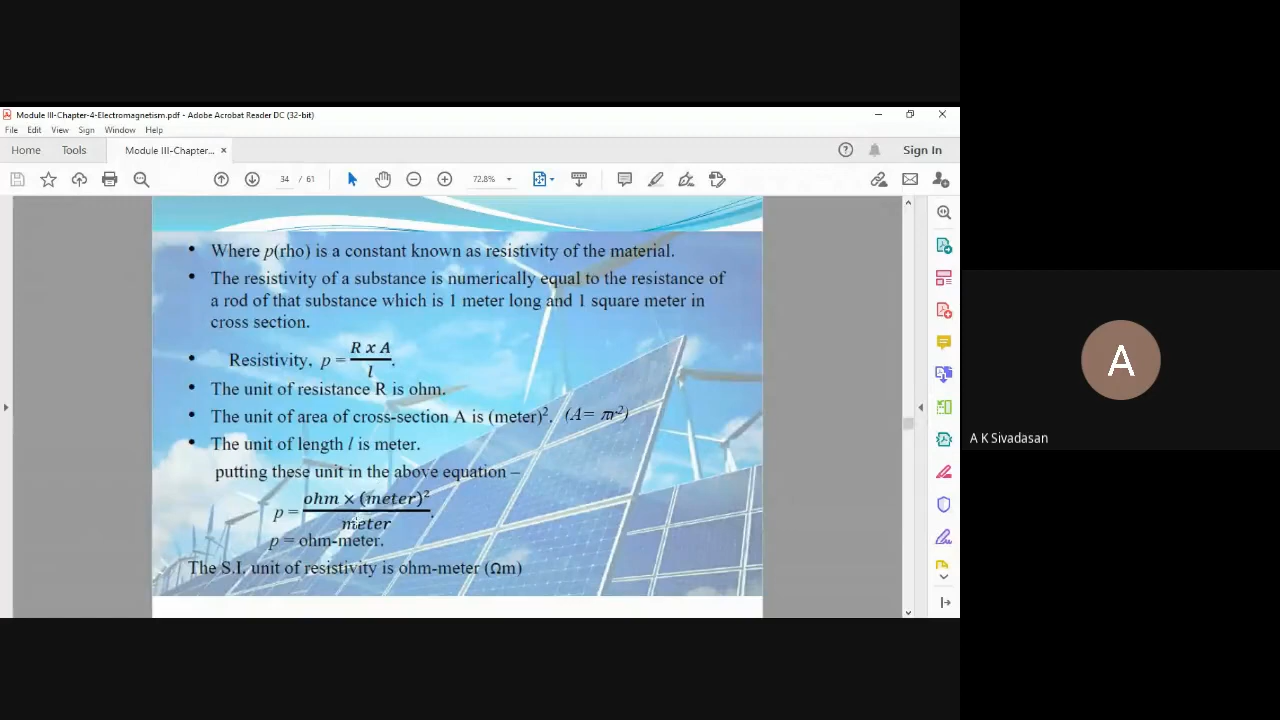 Module III-Chapter-4-Electromagnetism.pdf - Adobe Acrobat Reader DC (32-bit)
File Edit View Sign Window Help
Home Tools Module III-Chapter... × Sign In
34 / 61 72.8%
• Where p(rho) is a constant known as resistivity of the material.
• The resistivity of a substance is numerically equal to the resistance of
a rod of that substance which is 1 meter long and 1 square meter in
cross section.
• Resistivity, p = R x A / l.
• The unit of resistance R is ohm.
• The unit of area of cross-section A is (meter)². (A= πr²)
• The unit of length l is meter.
putting these unit in the above equation –
p = ohm × (meter)² / meter.
p = ohm-meter.
The S.I. unit of resistivity is ohm-meter (Ωm)
A
A K Sivadasan